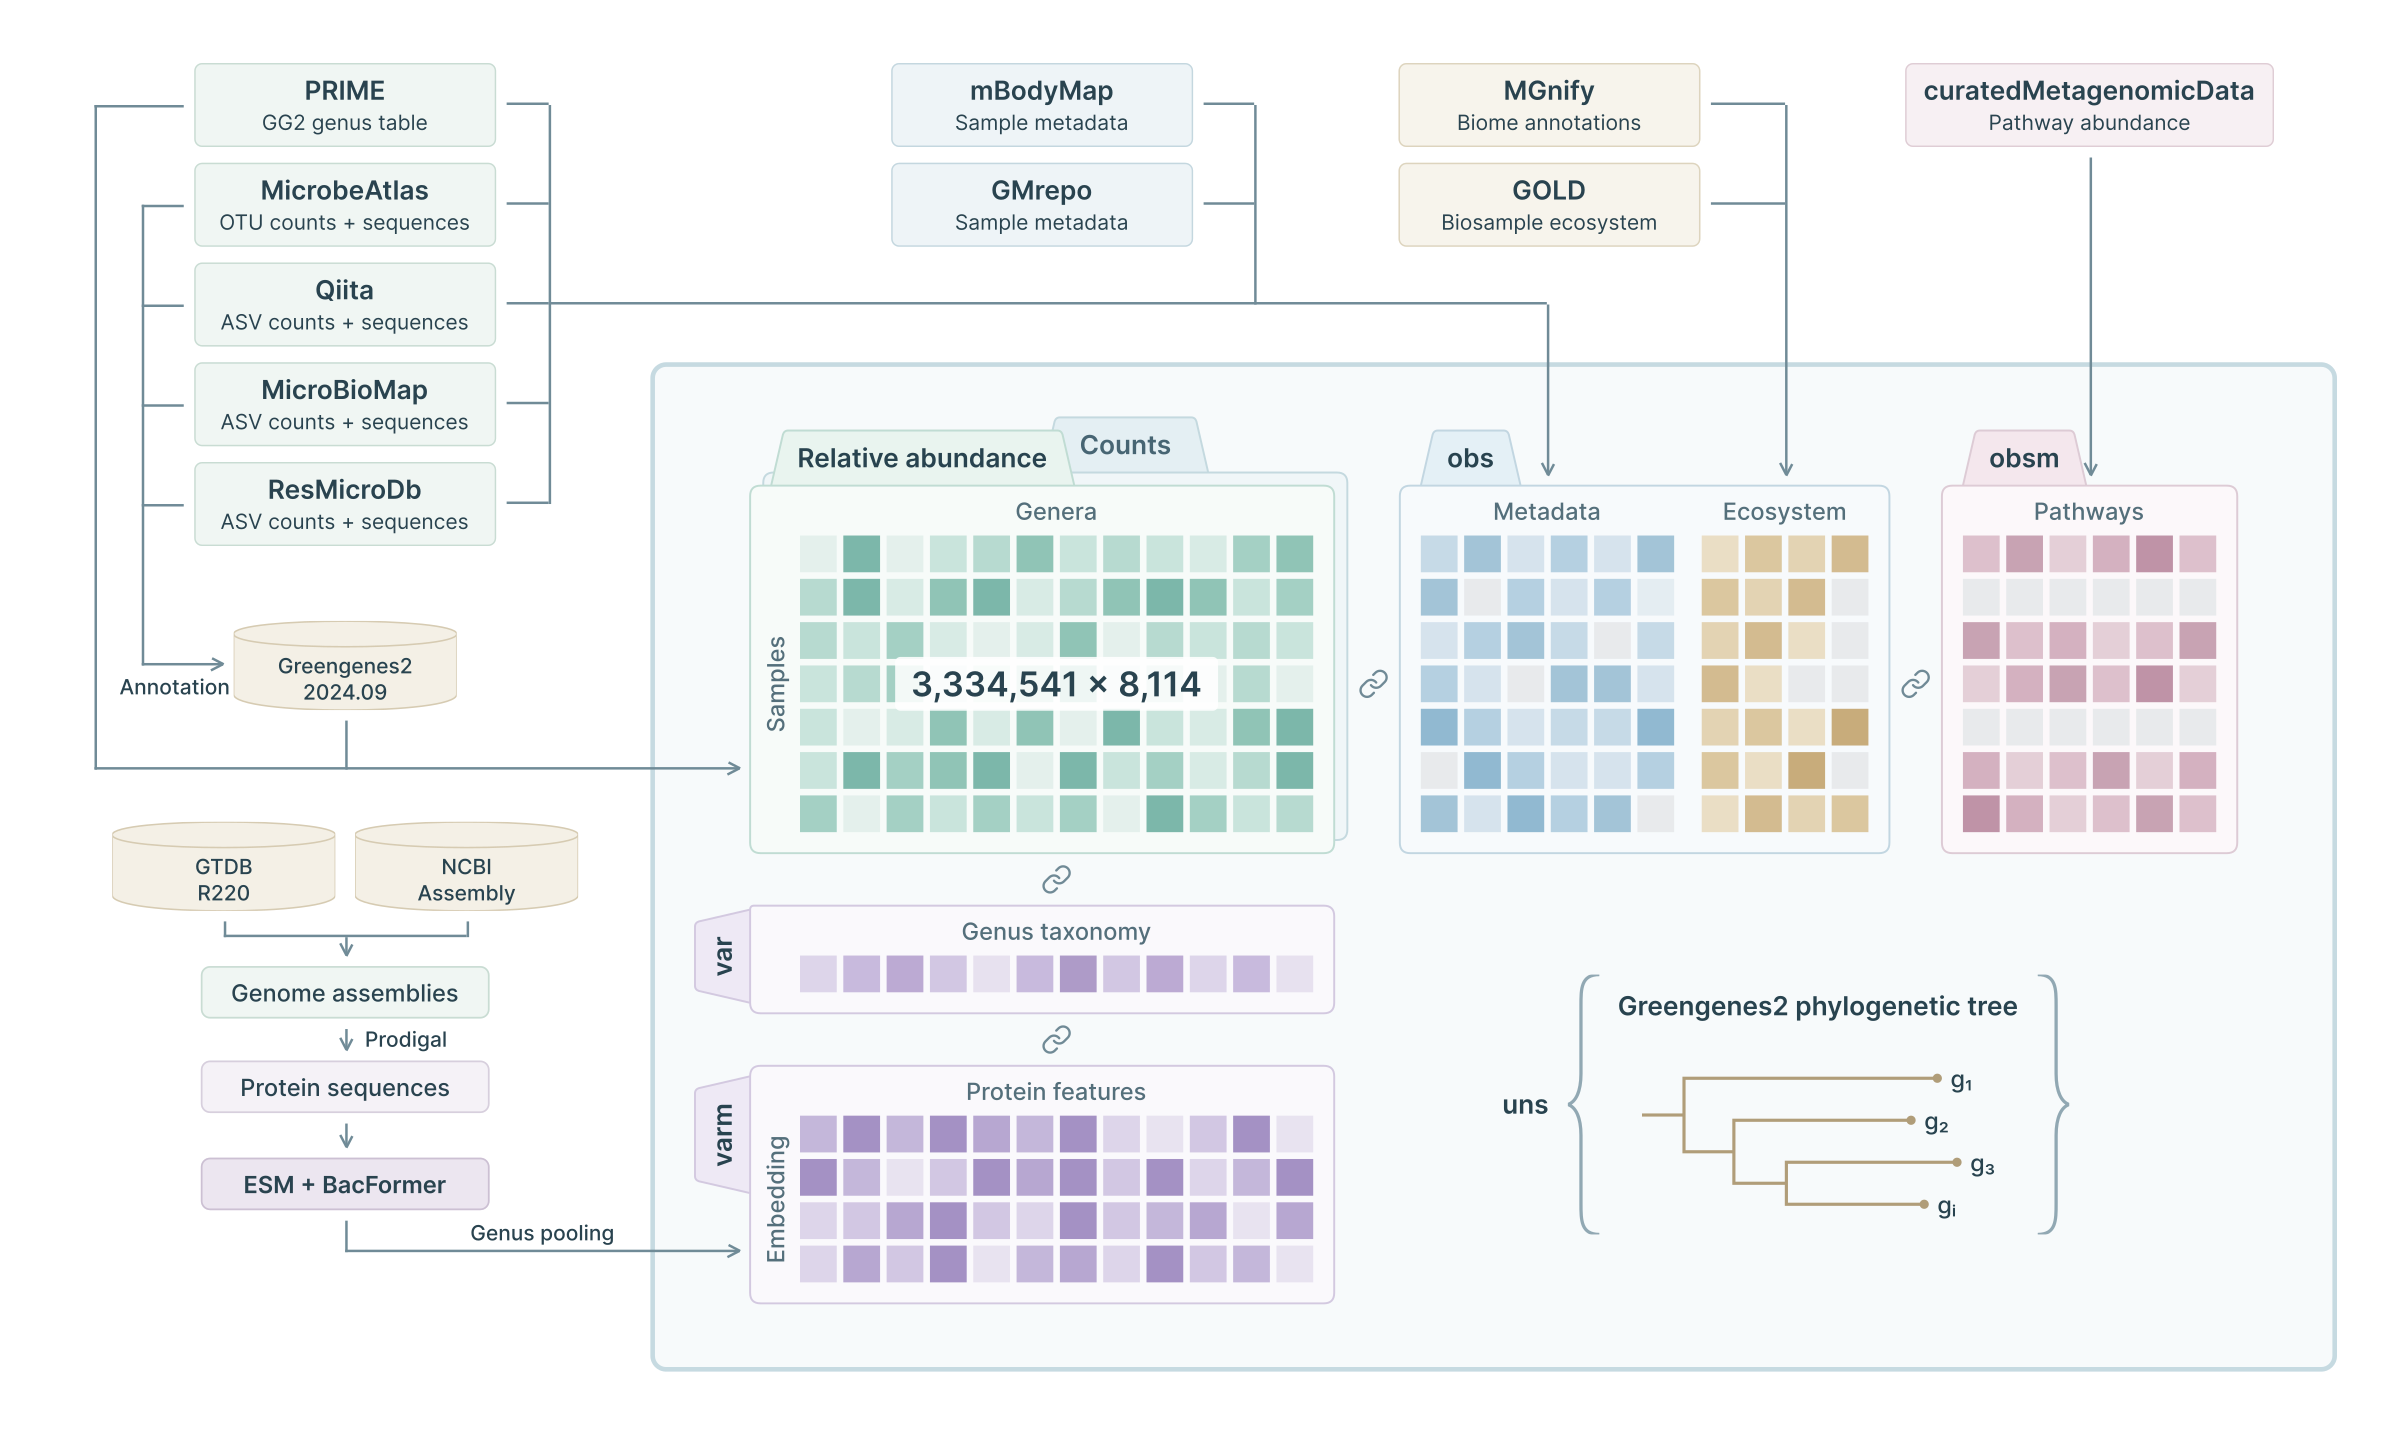 PRIME
GG2 genus table
MicrobeAtlas
OTU counts + sequences
Qiita
ASV counts + sequences
MicroBioMap
ASV counts + sequences
ResMicroDb
ASV counts + sequences
mBodyMap
Sample metadata
GMrepo
Sample metadata
MGnify
Biome annotations
GOLD
Biosample ecosystem
curatedMetagenomicData
Pathway abundance
Annotation
Greengenes2
2024.09
GTDB
R220
NCBI
Assembly
Genome assemblies
Prodigal
Protein sequences
ESM + BacFormer
Genus pooling
Relative abundance
Counts
Genera
Samples
3,334,541 × 8,114
obs
Metadata
Ecosystem
obsm
Pathways
var
Genus taxonomy
varm
Protein features
Embedding
uns
Greengenes2 phylogenetic tree
g₁
g₂
g₃
gᵢ